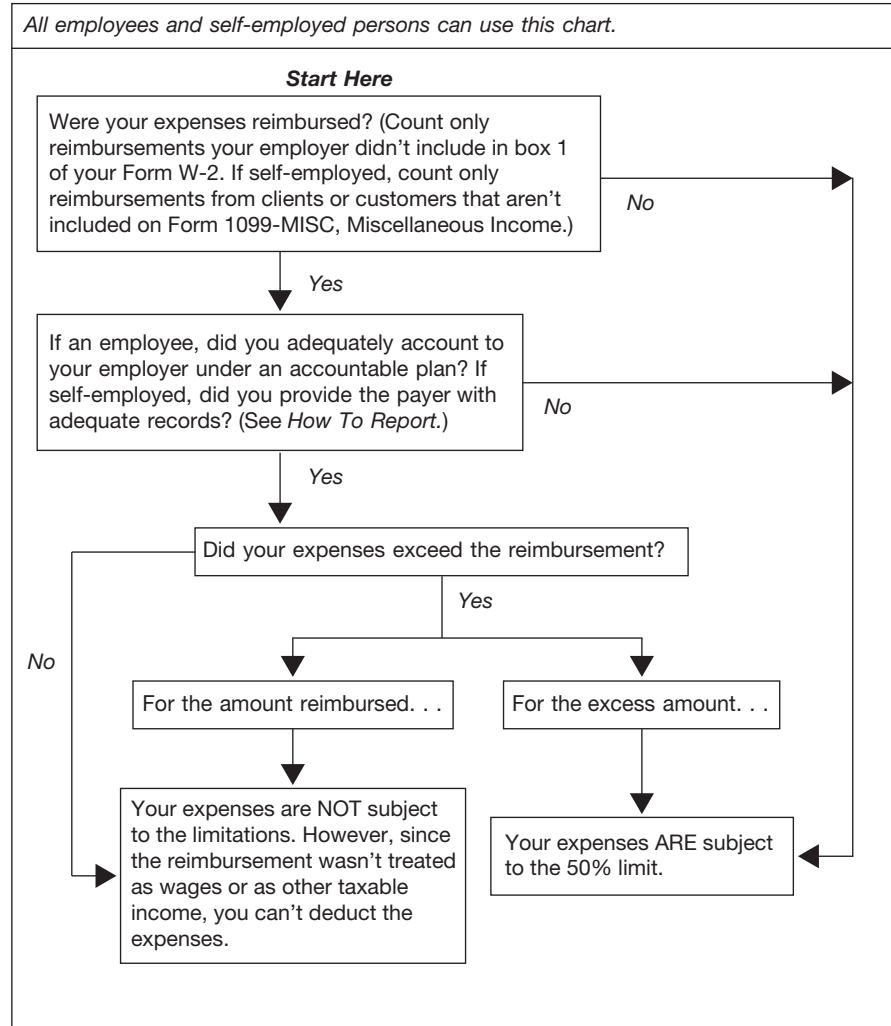 All employees and self-employed persons can use this chart.
Start Here
Were your expenses reimbursed? (Count only
reimbursements your employer didn't include in box 1
of your Form W-2. If self-employed, count only
reimbursements from clients or customers that aren't
included on Form 1099-MISC, Miscellaneous Income.)
No
Yes
If an employee, did you adequately account to
your employer under an accountable plan? If
self-employed, did you provide the payer with
adequate records? (See How To Report.)
No
Yes
Did your expenses exceed the reimbursement?
Yes
No
For the amount reimbursed. . .
For the excess amount. . .
Your expenses are NOT subject
to the limitations. However, since
the reimbursement wasn't treated
as wages or as other taxable
income, you can't deduct the
expenses.
Your expenses ARE subject
to the 50% limit.